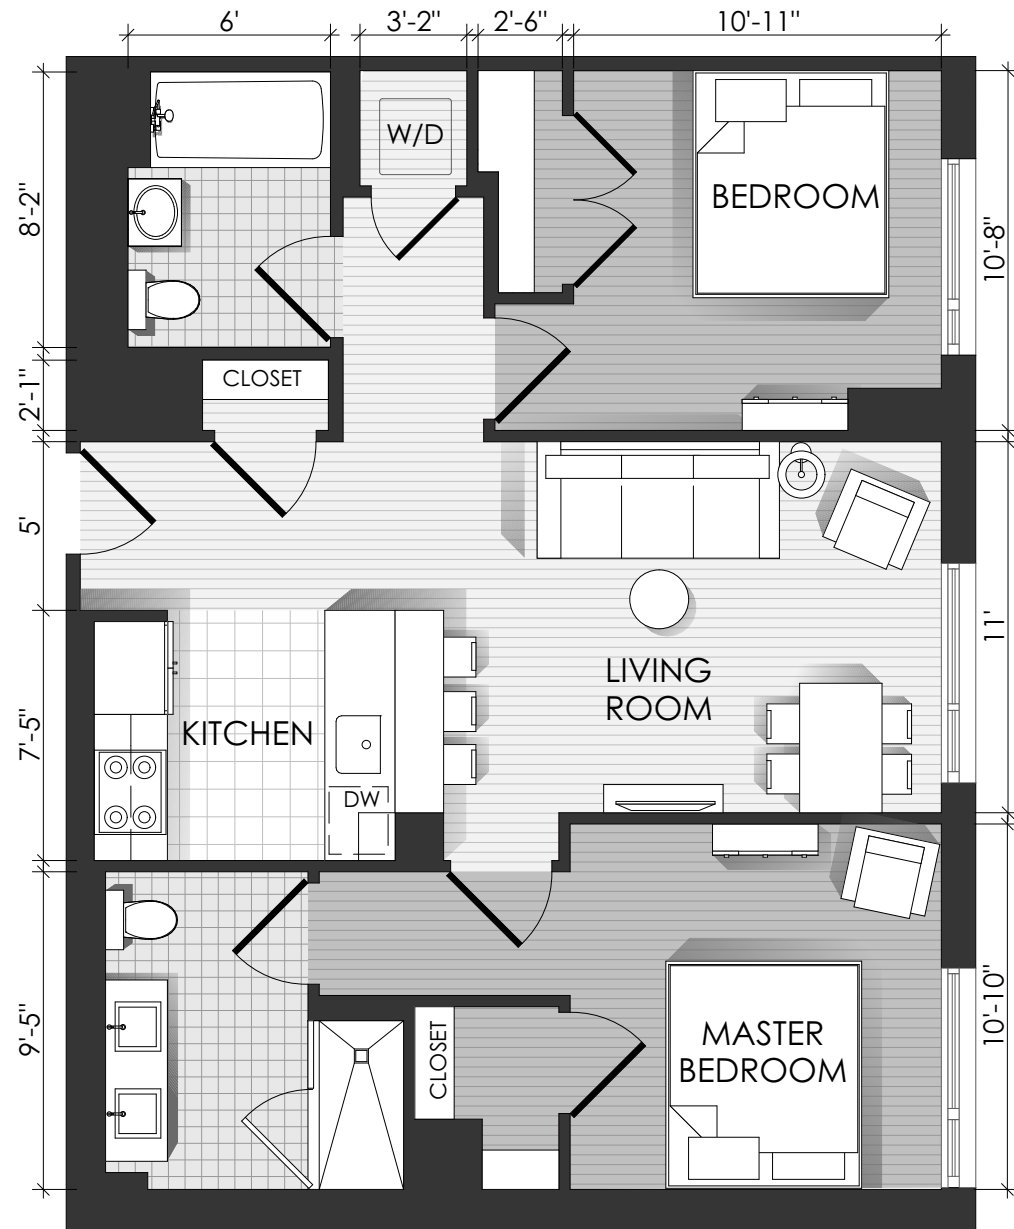 6'
3'-2"
2'-6"
10'-11"
W/D
BEDROOM
8'-2"
10'-8"
CLOSET
2'-1"
5'
11'
LIVING
ROOM
KITCHEN
7'-5"
DW
9'-5"
10'-10"
CLOSET
MASTER
BEDROOM